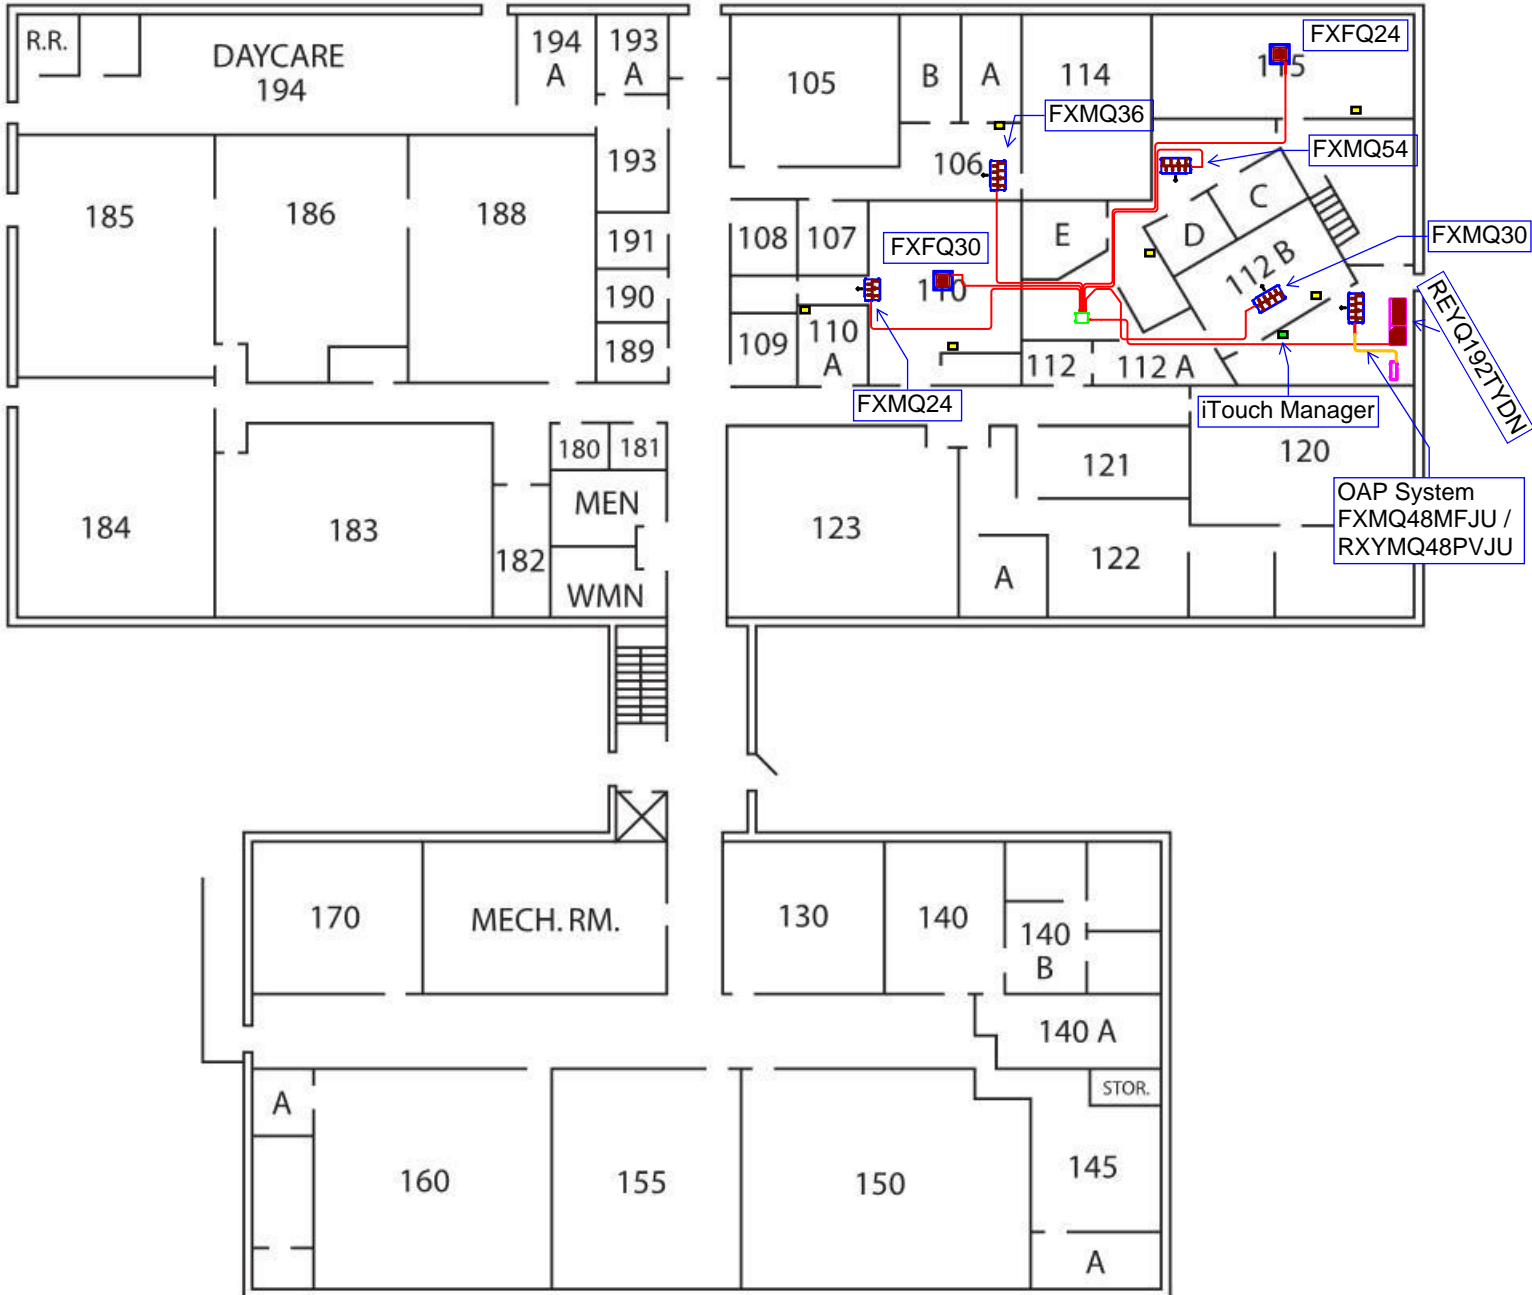 R.R.
DAYCARE
194
194
A
193
A
105
B
A
114
115
FXFQ24
FXMQ36
FXMQ54
106
193
185
186
188
191
190
189
108
107
FXFQ30
110
109
110
A
E
D
C
112 B
112
112 A
FXMQ30
REYQ192TYDN
FXMQ24
iTouch Manager
OAP System
FXMQ48MFJU /
RXYMQ48PVJU
184
183
182
180
181
MEN
WMN
123
A
121
122
120
170
MECH. RM.
130
140
140
B
140 A
STOR.
A
160
155
150
145
A